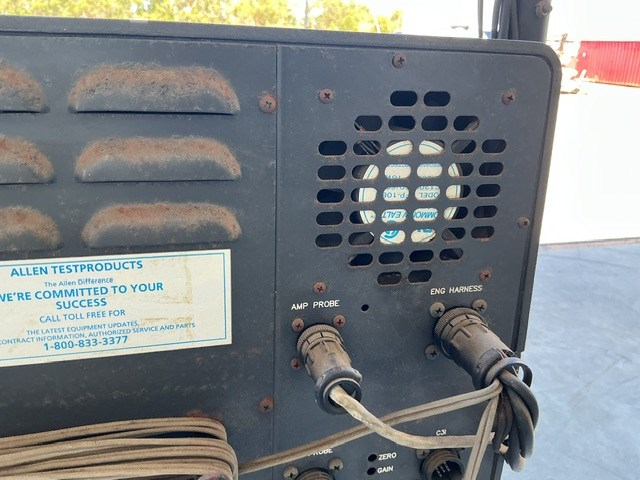 ALLEN TESTPRODUCTS
The Allen Difference
WE'RE COMMITTED TO YOUR
SUCCESS
CALL TOLL FREE FOR
THE LATEST EQUIPMENT UPDATES,
CONTRACT INFORMATION, AUTHORIZED SERVICE AND PARTS
1-800-833-3377
AMP PROBE
ENG HARNESS
ZERO
GAIN